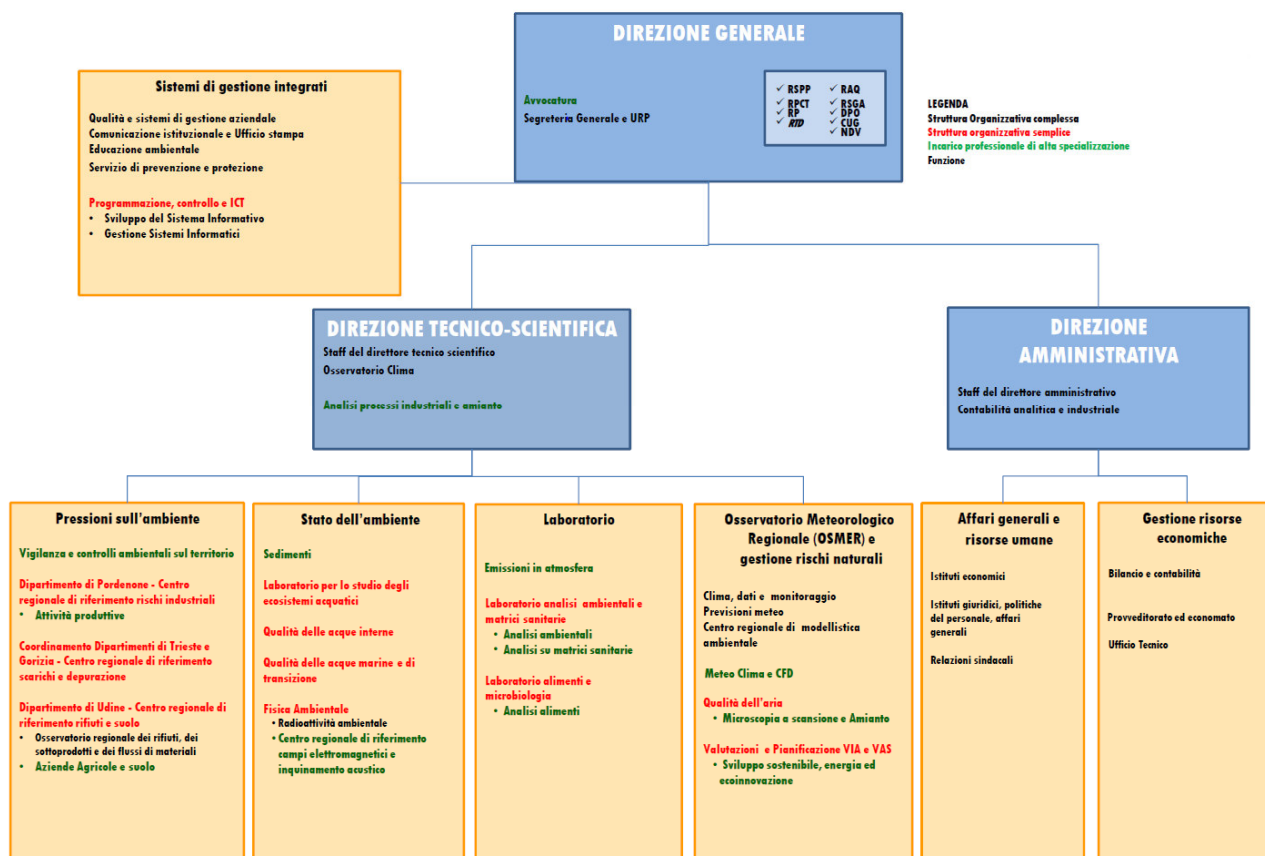 DIREZIONE GENERALE
Avvocatura
Segreteria Generale e URP
✓ RSPP
✓ RPCT
✓ RP
✓ RTD
✓ RAQ
✓ RSGA
✓ DPO
✓ CUG
✓ NDV
Sistemi di gestione integrati
Qualità e sistemi di gestione aziendale
Comunicazione istituzionale e Ufficio stampa
Educazione ambientale
Servizio di prevenzione e protezione
Programmazione, controllo e ICT
• Sviluppo del Sistema Informativo
• Gestione Sistemi Informatici
LEGENDA
Struttura Organizzativa complessa
Struttura organizzativa semplice
Incarico professionale di alta specializzazione
Funzione
DIREZIONE TECNICO-SCIENTIFICA
Staff del direttore tecnico scientifico
Osservatorio Clima
Analisi processi industriali e amianto
DIREZIONE
AMMINISTRATIVA
Staff del direttore amministrativo
Contabilità analitica e industriale
Pressioni sull'ambiente
Vigilanza e controlli ambientali sul territorio
Dipartimento di Pordenone - Centro
regionale di riferimento rischi industriali
• Attività produttive
Coordinamento Dipartimenti di Trieste e
Gorizia - Centro regionale di riferimento
scarichi e depurazione
Dipartimento di Udine - Centro regionale di
riferimento rifiuti e suolo
• Osservatorio regionale dei rifiuti, dei
sottoprodotti e dei flussi di materiali
• Aziende Agricole e suolo
Stato dell'ambiente
Sedimenti
Laboratorio per lo studio degli
ecosistemi acquatici
Qualità delle acque interne
Qualità delle acque marine e di
transizione
Fisica Ambientale
• Radioattività ambientale
• Centro regionale di riferimento
campi elettromagnetici e
inquinamento acustico
Laboratorio
Emissioni in atmosfera
Laboratorio analisi ambientali e
matrici sanitarie
• Analisi ambientali
• Analisi su matrici sanitarie
Laboratorio alimenti e
microbiologia
• Analisi alimenti
Osservatorio Meteorologico
Regionale (OSMER) e
gestione rischi naturali
Clima, dati e monitoraggio
Previsioni meteo
Centro regionale di modellistica
ambientale
Meteo Clima e CFD
Qualità dell'aria
• Microscopia a scansione e Amianto
Valutazioni e Pianificazione VIA e VAS
• Sviluppo sostenibile, energia ed
ecoinnovazione
Affari generali e
risorse umane
Istituti economici
Istituti giuridici, politiche
del personale, affari
generali
Relazioni sindacali
Gestione risorse
economiche
Bilancio e contabilità
Provveditorato ed economato
Ufficio Tecnico